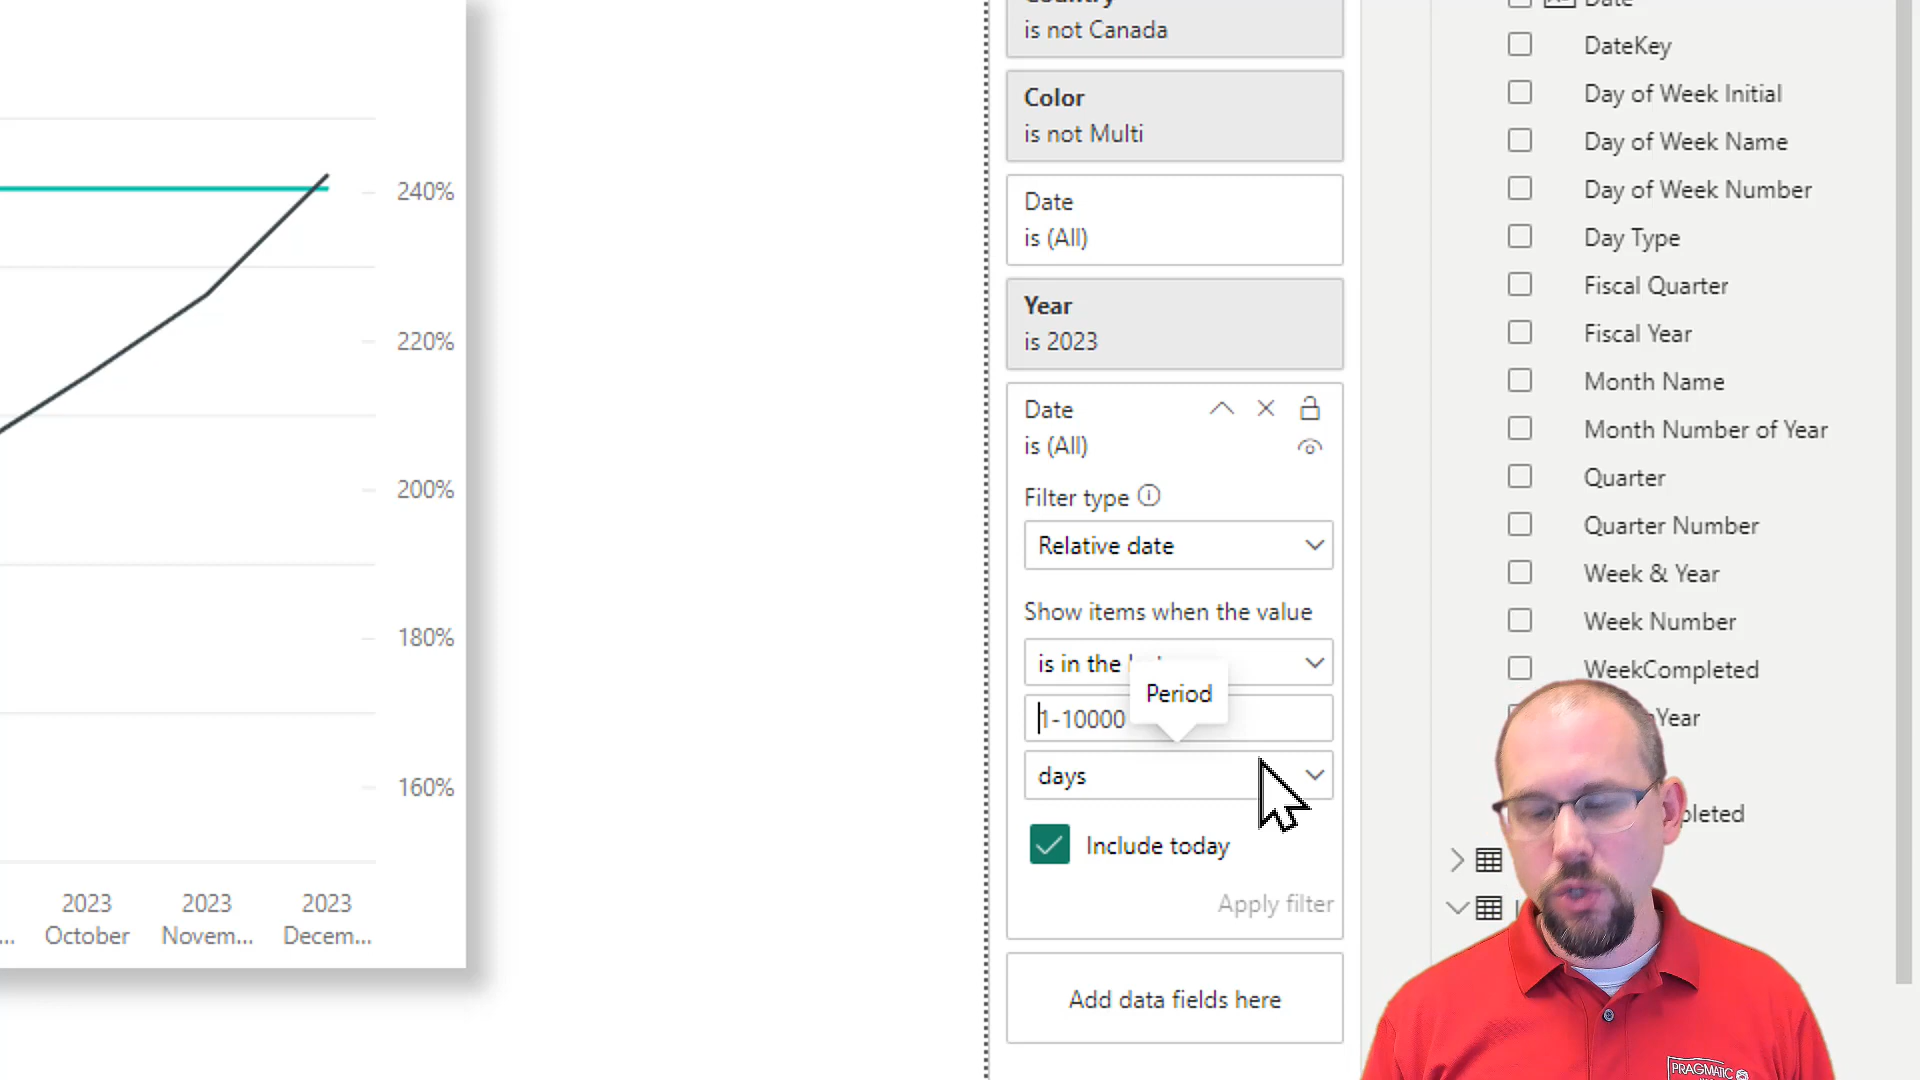 Country
is not Canada
Color
is not Multi
Date
is (All)
Year
is 2023
Date
is (All)
Filter type
Relative date
Show items when the value
is in the
Period
1-10000
days
Include today
Apply filter
Add data fields here
240%
220%
200%
180%
160%
2023
October
2023
Novem...
2023
Decem...
...
Date
DateKey
Day of Week Initial
Day of Week Name
Day of Week Number
Day Type
Fiscal Quarter
Fiscal Year
Month Name
Month Number of Year
Quarter
Quarter Number
Week & Year
Week Number
WeekCompleted
Year
pleted
PRAGMATIC